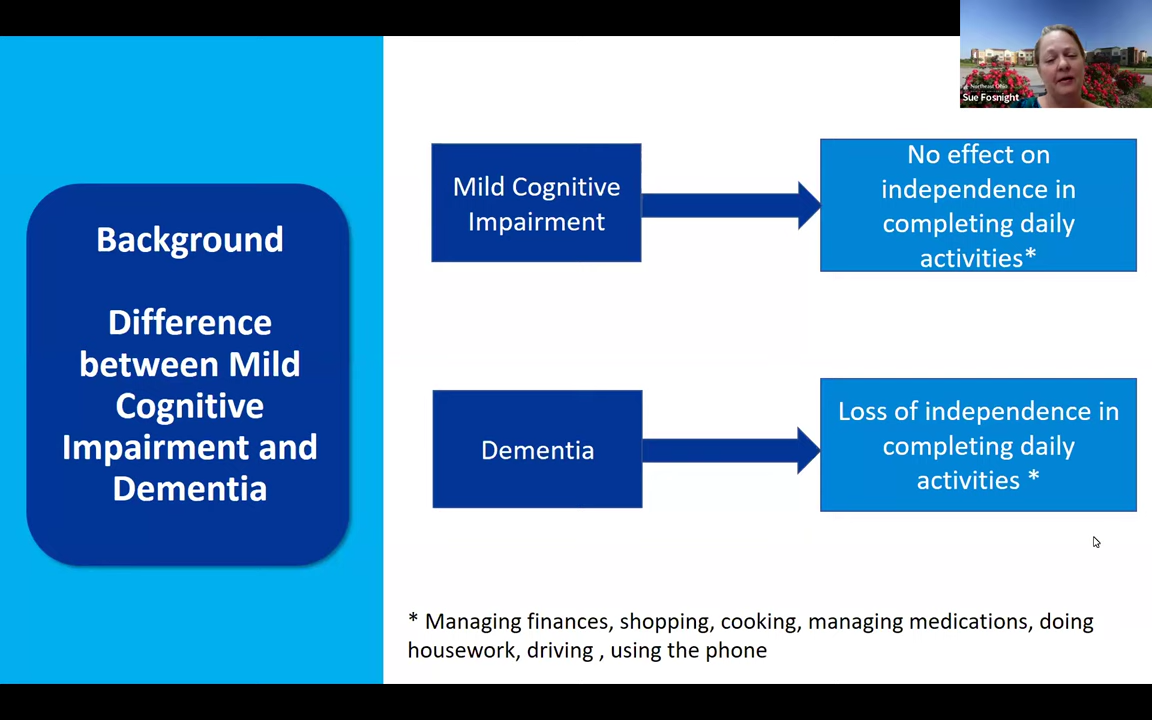 Northeast Ohio
Sue Fosnight
Background
Difference
between Mild
Cognitive
Impairment and
Dementia
Mild Cognitive
Impairment
No effect on
independence in
completing daily
activities*
Dementia
Loss of independence in
completing daily
activities *
* Managing finances, shopping, cooking, managing medications, doing
housework, driving , using the phone